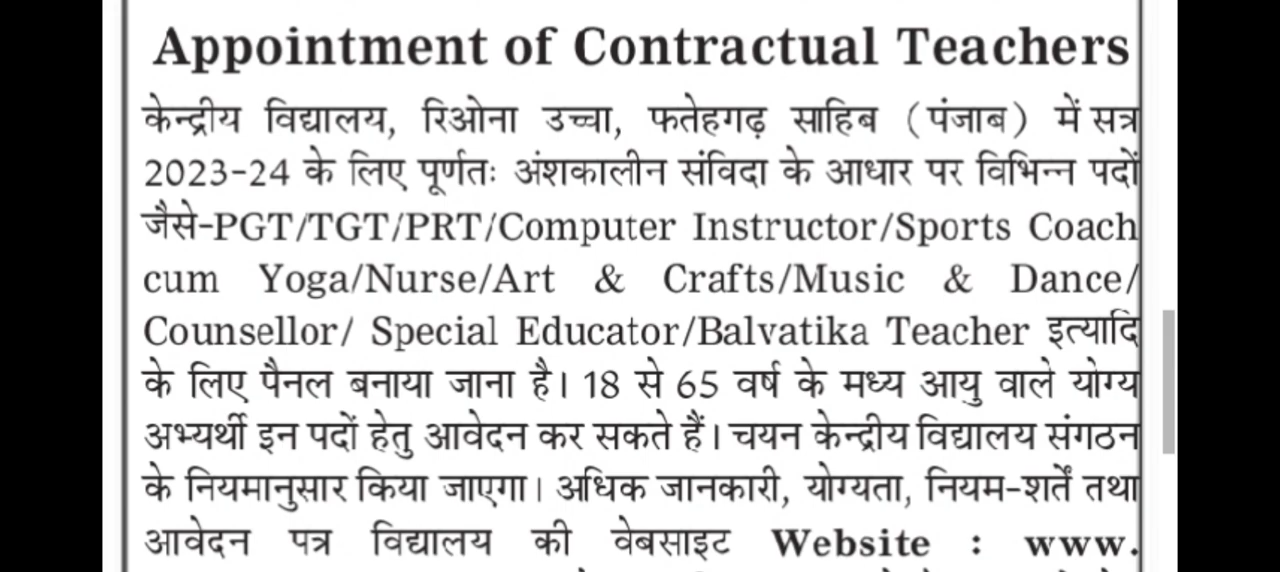 Appointment of Contractual Teachers
केन्द्रीय विद्यालय, रिओना उच्चा, फतेहगढ़ साहिब (पंजाब) में सत्र
2023-24 के लिए पूर्णतः अंशकालीन संविदा के आधार पर विभिन्न पदों
जैसे-PGT/TGT/PRT/Computer Instructor/Sports Coach
cum Yoga/Nurse/Art & Crafts/Music & Dance/
Counsellor/ Special Educator/Balvatika Teacher इत्यादि
के लिए पैनल बनाया जाना है। 18 से 65 वर्ष के मध्य आयु वाले योग्य
अभ्यर्थी इन पदों हेतु आवेदन कर सकते हैं। चयन केन्द्रीय विद्यालय संगठन
के नियमानुसार किया जाएगा। अधिक जानकारी, योग्यता, नियम-शर्तें तथा
आवेदन पत्र विद्यालय की वेबसाइट Website : www.